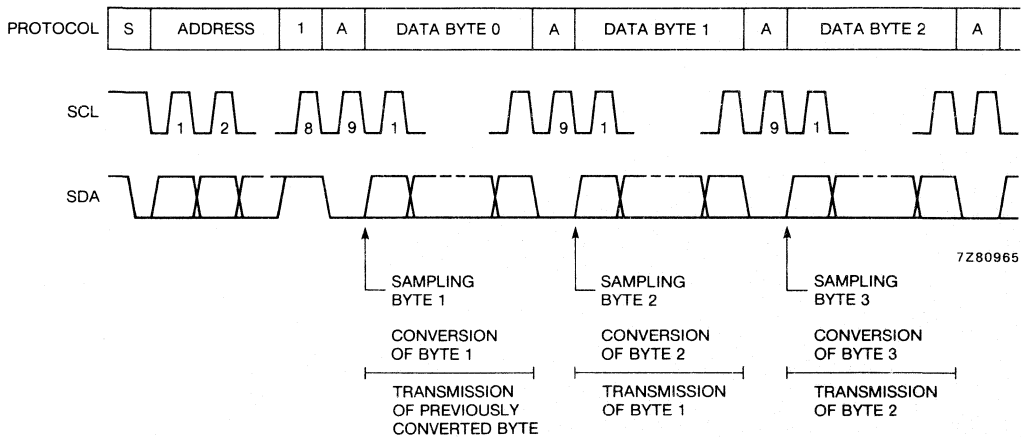 PROTOCOL S ADDRESS 1 A DATA BYTE 0 A DATA BYTE 1 A DATA BYTE 2 A
SCL 1 2 8 9 1 9 1 9 1
SDA
7Z80965
SAMPLING BYTE 1
SAMPLING BYTE 2
SAMPLING BYTE 3
CONVERSION OF BYTE 1
CONVERSION OF BYTE 2
CONVERSION OF BYTE 3
TRANSMISSION OF PREVIOUSLY CONVERTED BYTE
TRANSMISSION OF BYTE 1
TRANSMISSION OF BYTE 2